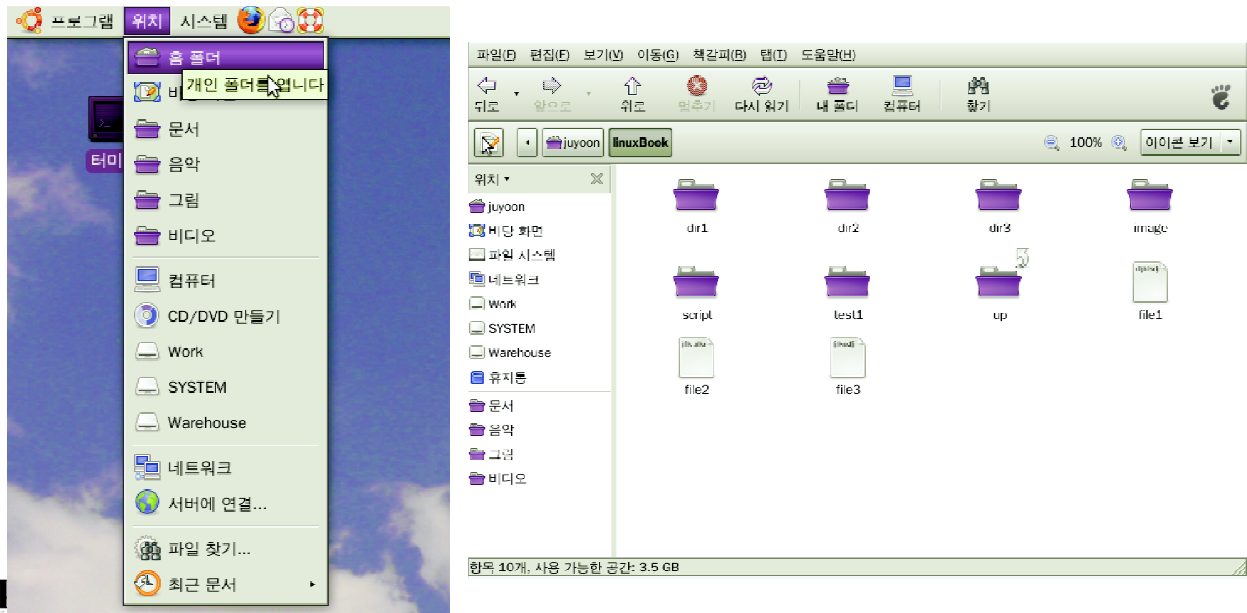 프로그램 위치 시스템
홈 폴더
개인 폴더를 엽니다
문서
터미
음악
그림
비디오
컴퓨터
CD/DVD 만들기
Work
SYSTEM
Warehouse
네트워크
서버에 연결...
파일 찾기...
최근 문서
파일(F) 편집(E) 보기(V) 이동(G) 책갈피(B) 탭(T) 도움말(H)
뒤로 앞으로 위로 멈추기 다시 읽기 내 폴더 컴퓨터 찾기
juyoon linuxBook 100% 아이콘 보기
위치
juyoon
바탕 화면
파일 시스템
네트워크
Work
SYSTEM
Warehouse
휴지통
문서
음악
그림
비디오
dir1 dir2 dir3 image
script test1 up file1
file2 file3
항목 10개, 사용 가능한 공간: 3.5 GB